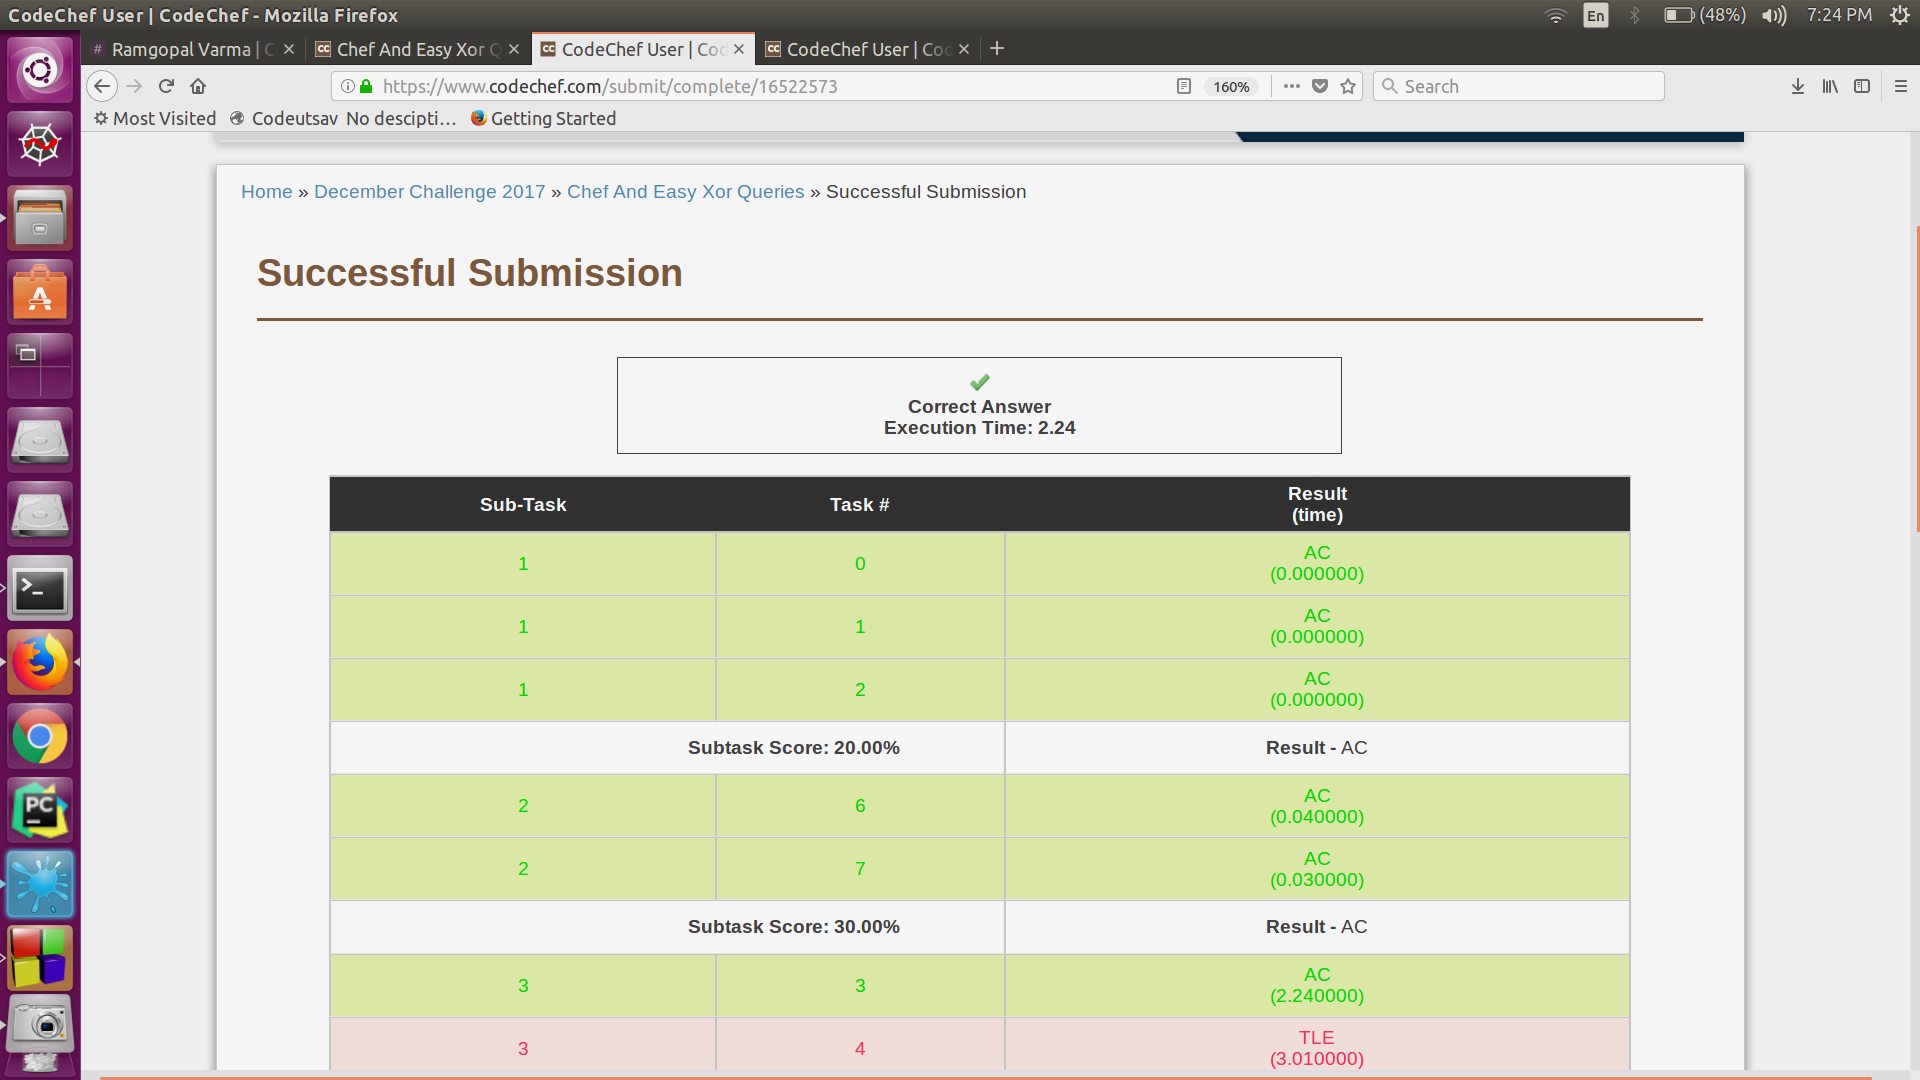 CodeChef User | CodeChef - Mozilla Firefox
En
(48%)
7:24 PM
# Ramgopal Varma | C
Chef And Easy Xor Q
CodeChef User | Co
CodeChef User | Co
https://www.codechef.com/submit/complete/16522573
160%
Search
Most Visited
Codeutsav
No descipti...
Getting Started
Home » December Challenge 2017 » Chef And Easy Xor Queries » Successful Submission
Successful Submission
Correct Answer
Execution Time: 2.24
Sub-Task Task # Result
(time)
1 0 AC
(0.000000)
1 1 AC
(0.000000)
1 2 AC
(0.000000)
Subtask Score: 20.00% Result - AC
2 6 AC
(0.040000)
2 7 AC
(0.030000)
Subtask Score: 30.00% Result - AC
3 3 AC
(2.240000)
3 4 TLE
(3.010000)
PC